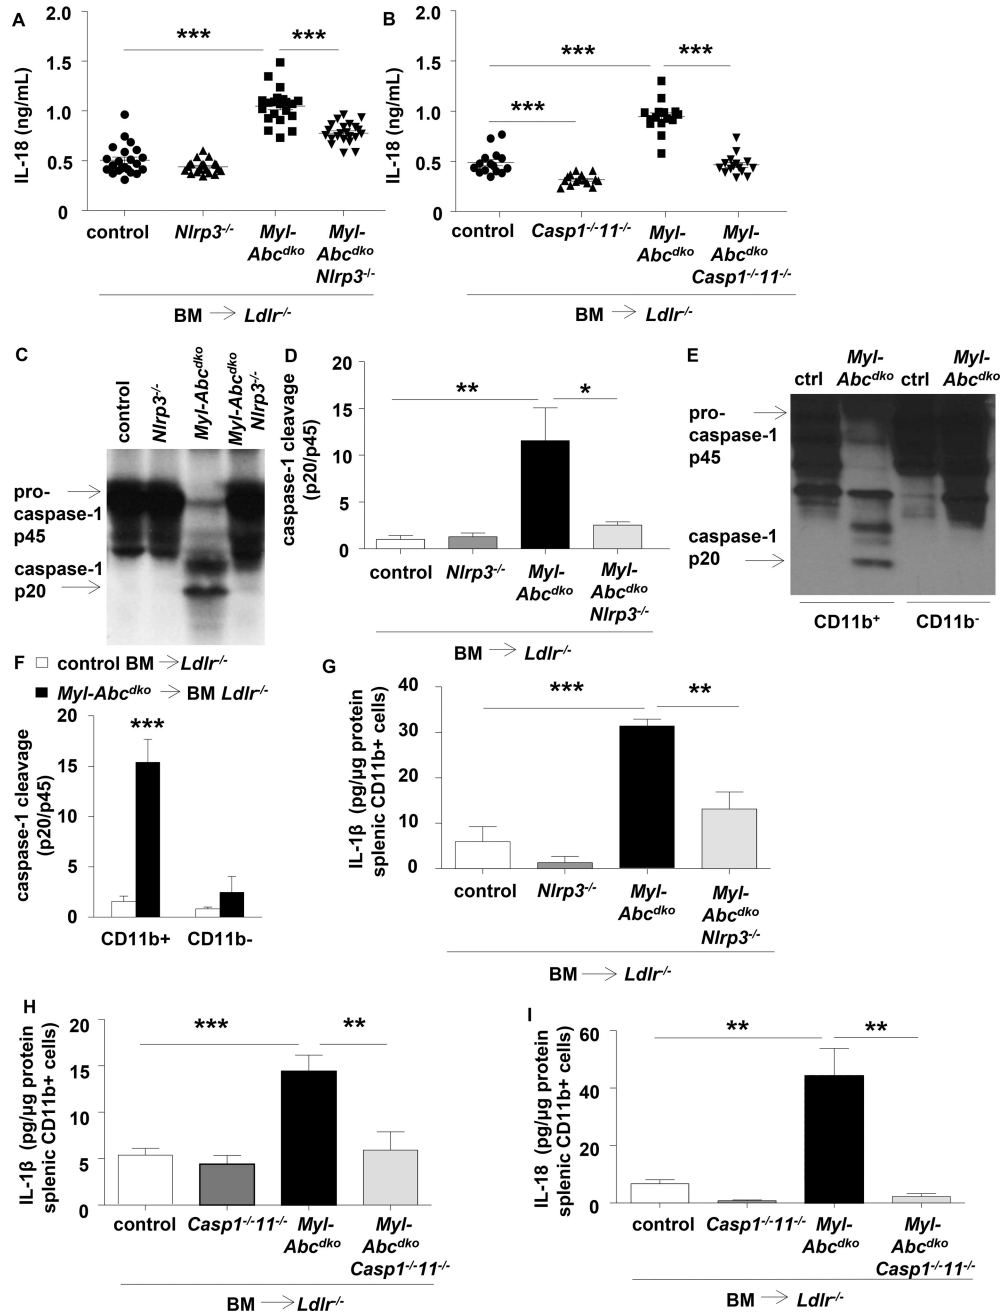 A
IL-18 (ng/mL)
2.0
1.5
1.0
0.5
0
***
***
control
Nlrp3-/-
Myl-
Abcdko
Myl-
Abcdko
Nlrp3-/-
BM → Ldlr-/-
B
IL-18 (ng/mL)
2.0
1.5
1.0
0.5
0
***
***
***
control
Casp1-/-11-/-
Myl-
Abcdko
Myl-
Abcdko
Casp1-/-11-/-
BM → Ldlr-/-
C
control
Nlrp3-/-
Myl-Abcdko
Myl-Abcdko
Nlrp3-/-
pro-
caspase-1
p45
caspase-1
p20
D
caspase-1 cleavage
(p20/p45)
20
15
10
5
0
**
*
control
Nlrp3-/-
Myl-
Abcdko
Myl-
Abcdko
Nlrp3-/-
BM → Ldlr-/-
E
ctrl
Myl-
Abcdko
ctrl
Myl-
Abcdko
pro-
caspase-1
p45
caspase-1
p20
CD11b+
CD11b-
F
control BM → Ldlr-/-
Myl-Abcdko → BM Ldlr-/-
caspase-1 cleavage
(p20/p45)
20
15
10
5
0
***
CD11b+
CD11b-
G
IL-1β (pg/µg protein
splenic CD11b+ cells)
40
30
20
10
0
***
**
control
Nlrp3-/-
Myl-
Abcdko
Myl-
Abcdko
Nlrp3-/-
BM → Ldlr-/-
H
IL-1β (pg/µg protein
splenic CD11b+ cells)
20
15
10
5
0
***
**
control
Casp1-/-11-/-
Myl-
Abcdko
Myl-
Abcdko
Casp1-/-11-/-
BM → Ldlr-/-
I
IL-18 (pg/µg protein
splenic CD11b+ cells)
60
40
20
0
**
**
control
Casp1-/-11-/-
Myl-
Abcdko
Myl-
Abcdko
Casp1-/-11-/-
BM → Ldlr-/-